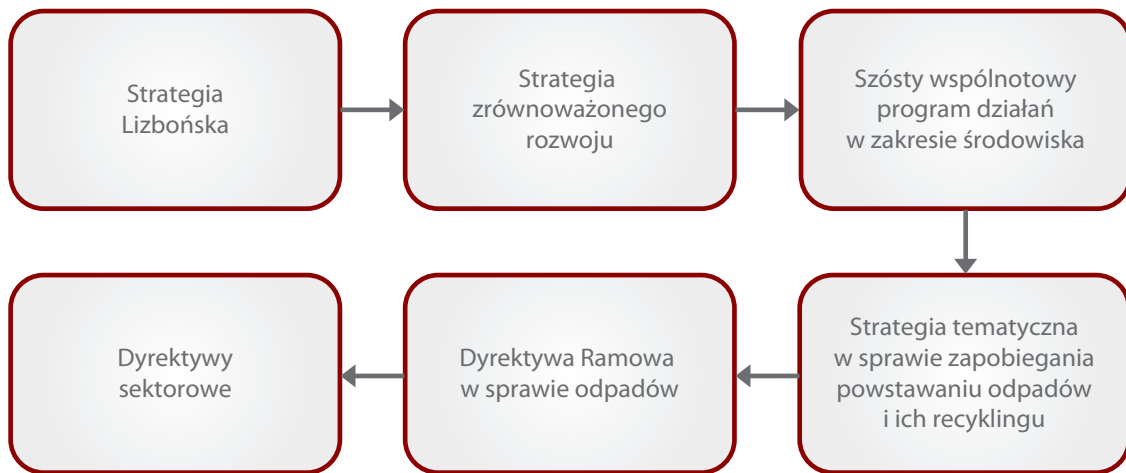 Strategia
Lizbońska
Strategia
zrównoważonego
rozwoju
Szósty wspólnotowy
program działań
w zakresie środowiska
Strategia tematyczna
w sprawie zapobiegania
powstawaniu odpadów
i ich recyklingu
Dyrektywa Ramowa
w sprawie odpadów
Dyrektywy
sektorowe